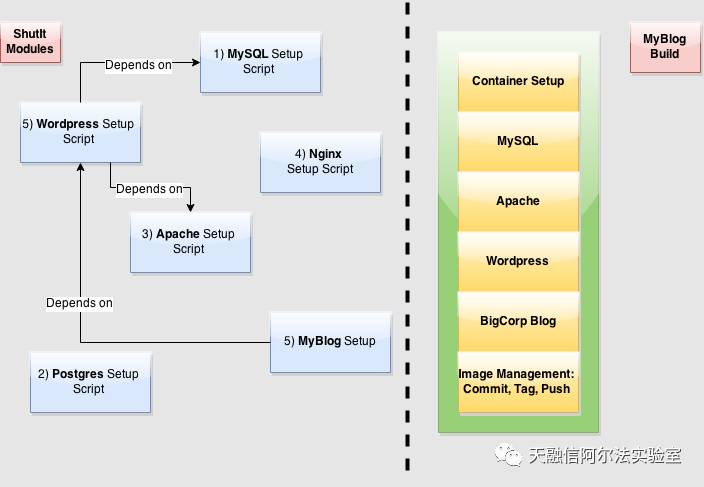 ShutIt
Modules
1) MySQL Setup
Script
Depends on
5) Wordpress Setup
Script
4) Nginx
Setup Script
Depends on
3) Apache Setup
Script
Depends on
5) MyBlog Setup
2) Postgres Setup
Script
MyBlog
Build
Container Setup
MySQL
Apache
Wordpress
BigCorp Blog
Image Management:
Commit, Tag, Push
天融信阿尔法实验室